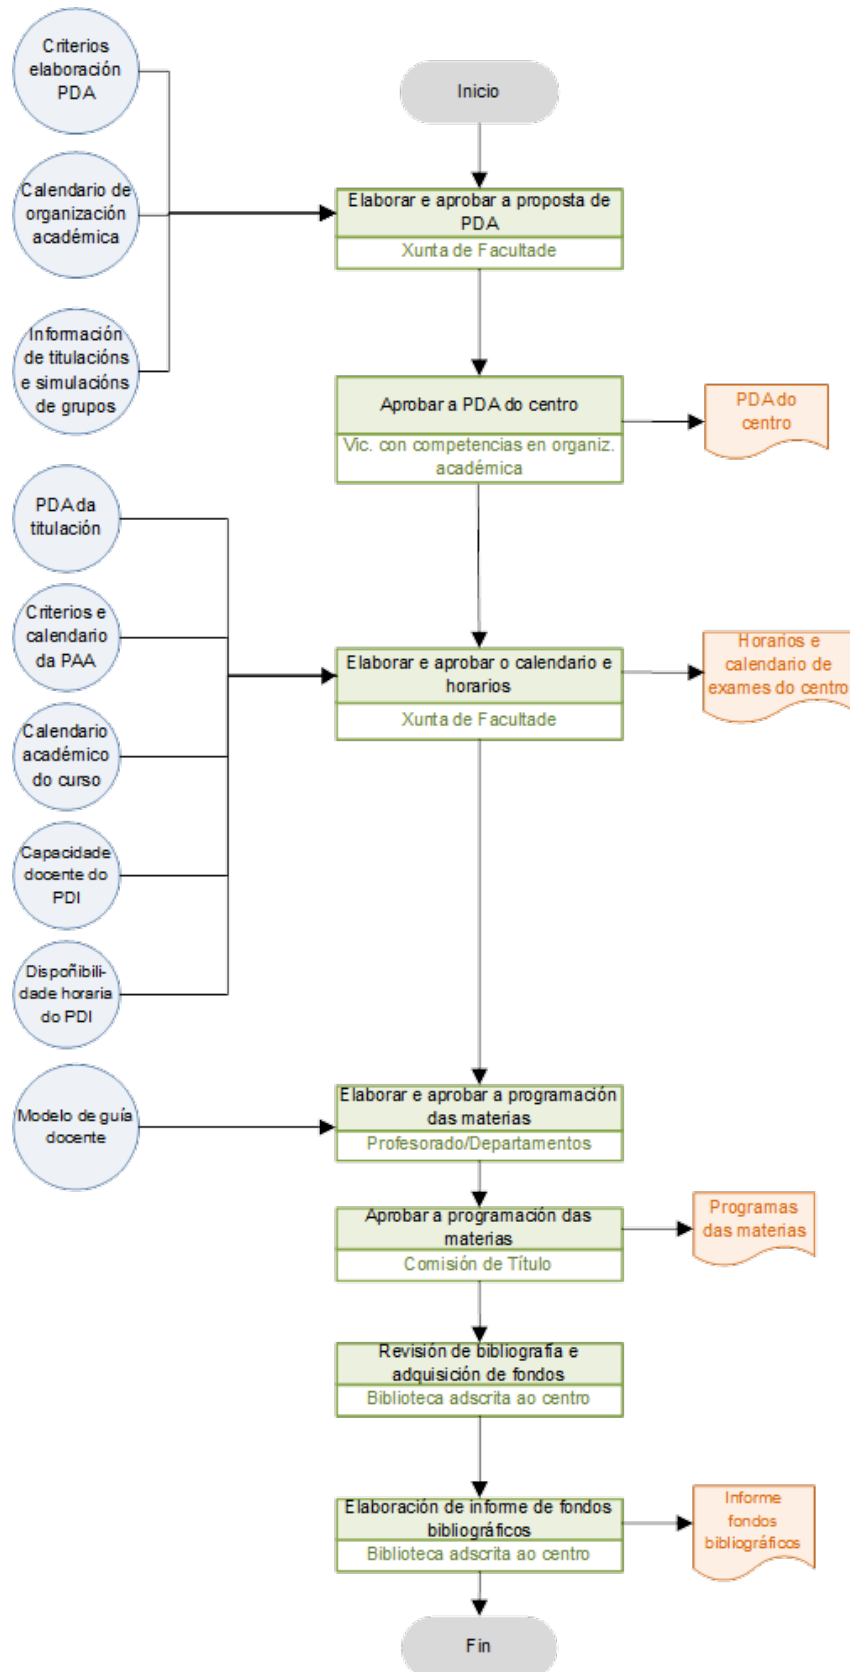 Criterios
elaboración
PDA
Inicio
Calendario de
organización
académica
Elaborar e aprobar a proposta de
PDA
Xunta de Facultade
Información
de titulacións
e simulacións
de grupos
Aprobar a PDA do centro
Vic. con competencias en organiz.
académica
PDA do
centro
PDA da
titulación
Criterios e
calendario
da PAA
Elaborar e aprobar o calendario e
horarios
Xunta de Facultade
Horarios e
calendario de
exames do centro
Calendario
académico
do curso
Capacidade
docente do
PDI
Dispoñibili-
dade horaria
do PDI
Modelo de guía
docente
Elaborar e aprobar a programación
das materias
Profesorado/Departamentos
Aprobar a programación das
materias
Comisión de Título
Programas
das materias
Revisión de bibliografía e
adquisición de fondos
Biblioteca adscrita ao centro
Elaboración de informe de fondos
bibliográficos
Biblioteca adscrita ao centro
Informe
fondos
bibliográficos
Fin